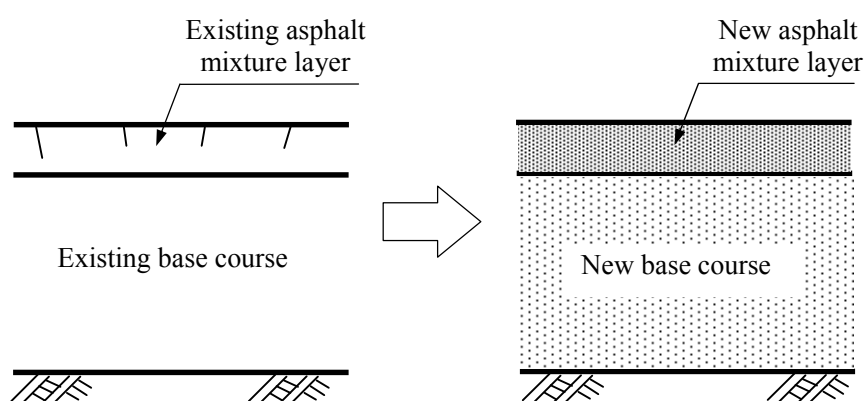 Existing asphalt
mixture layer
Existing base course
New asphalt
mixture layer
New base course